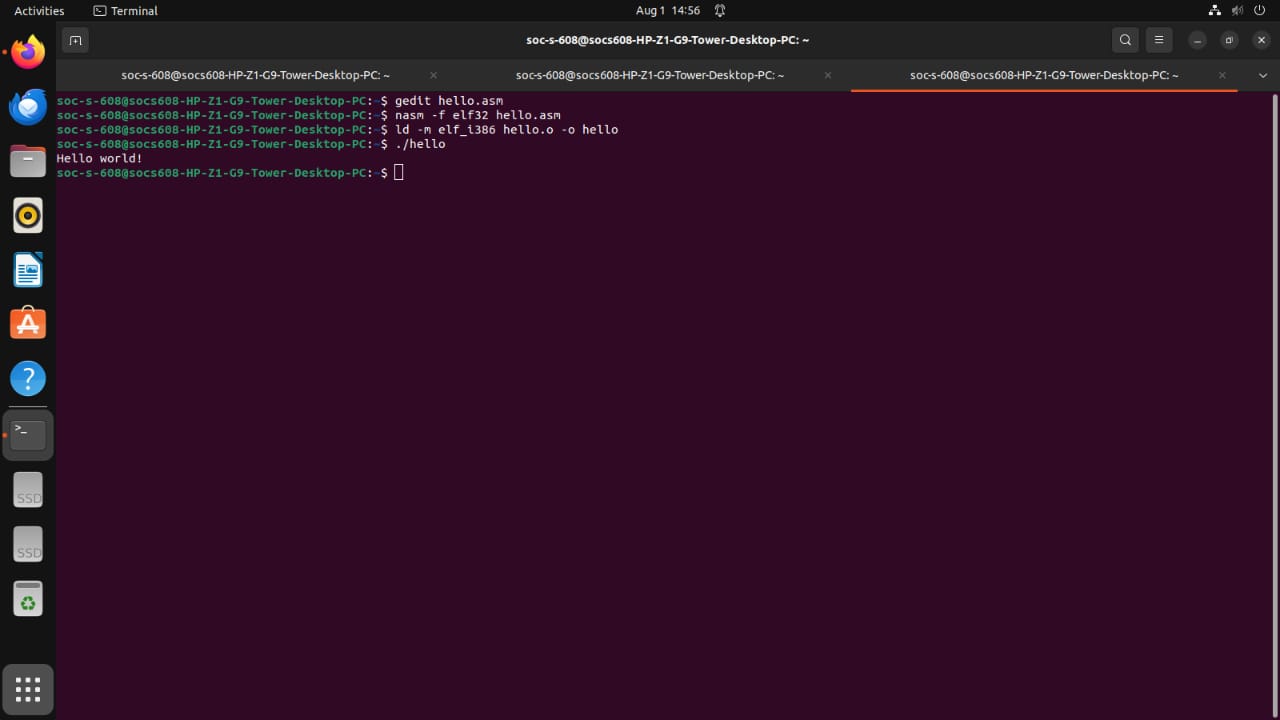 Activities Terminal Aug 1 14:56
soc-s-608@socs608-HP-Z1-G9-Tower-Desktop-PC: ~
soc-s-608@socs608-HP-Z1-G9-Tower-Desktop-PC: ~ soc-s-608@socs608-HP-Z1-G9-Tower-Desktop-PC: ~ soc-s-608@socs608-HP-Z1-G9-Tower-Desktop-PC: ~
soc-s-608@socs608-HP-Z1-G9-Tower-Desktop-PC:~$ gedit hello.asm
soc-s-608@socs608-HP-Z1-G9-Tower-Desktop-PC:~$ nasm -f elf32 hello.asm
soc-s-608@socs608-HP-Z1-G9-Tower-Desktop-PC:~$ ld -m elf_i386 hello.o -o hello
soc-s-608@socs608-HP-Z1-G9-Tower-Desktop-PC:~$ ./hello
Hello world!
soc-s-608@socs608-HP-Z1-G9-Tower-Desktop-PC:~$
SSD
SSD